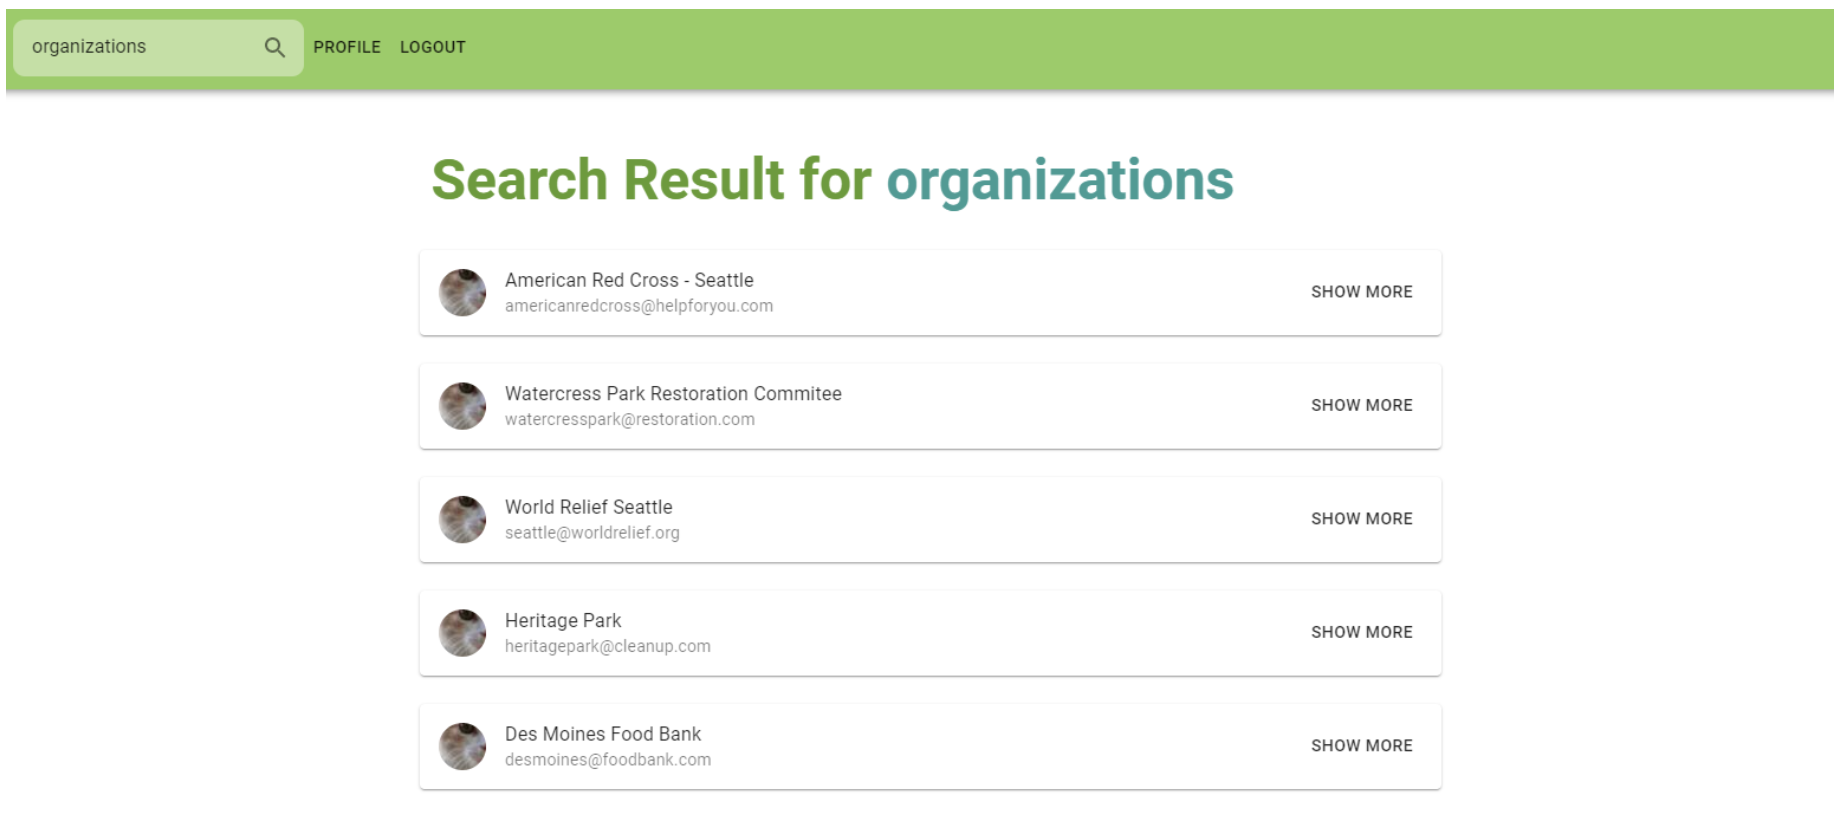 organizations PROFILE LOGOUT
Search Result for organizations
American Red Cross - Seattle
americanredcross@helpforyou.com
SHOW MORE
Watercress Park Restoration Commitee
watercresspark@restoration.com
SHOW MORE
World Relief Seattle
seattle@worldrelief.org
SHOW MORE
Heritage Park
heritagepark@cleanup.com
SHOW MORE
Des Moines Food Bank
desmoines@foodbank.com
SHOW MORE